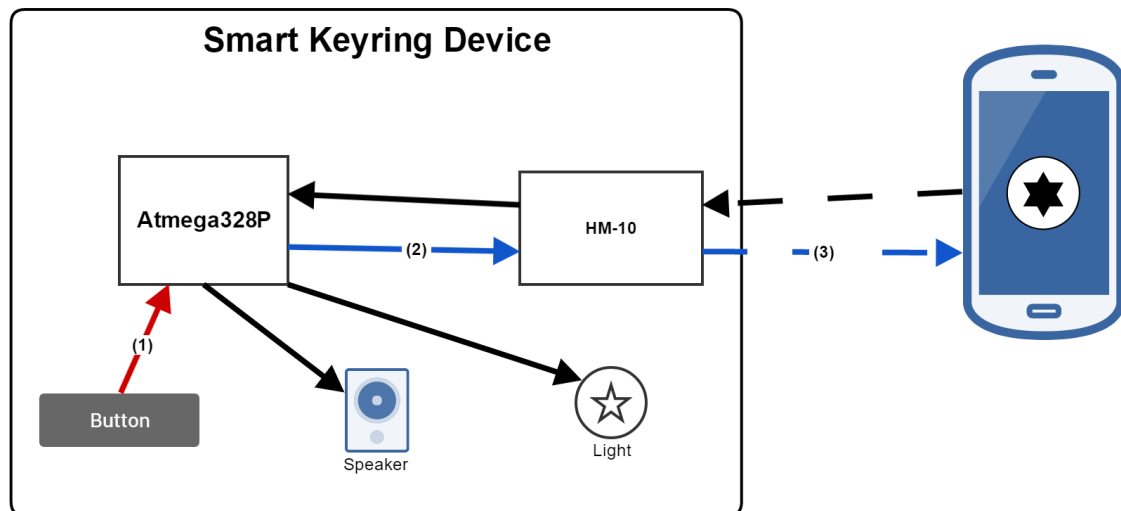 Smart Keyring Device
Atmega328P
HM-10
(2)
(3)
(1)
Button
Speaker
Light